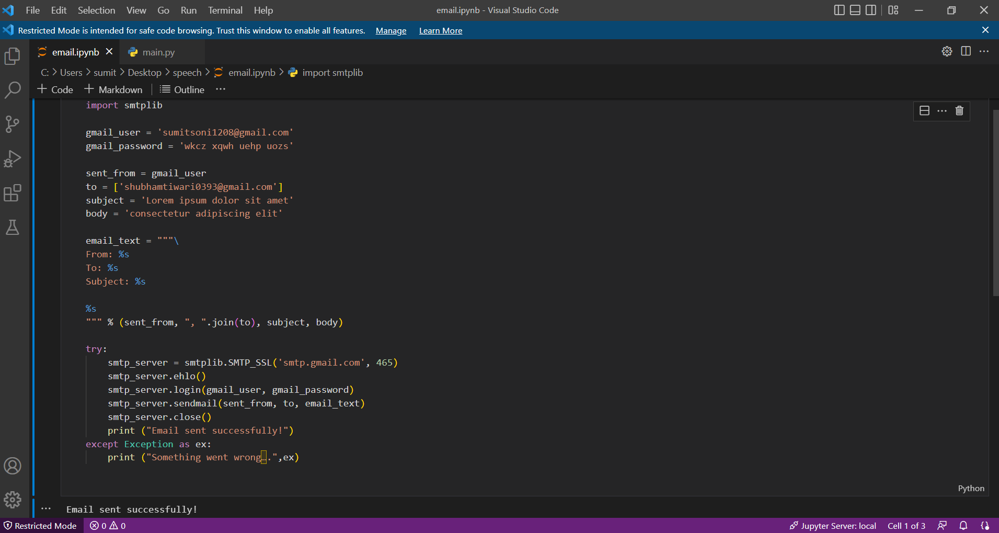 File Edit Selection View Go Run Terminal Help email.ipynb - Visual Studio Code
Restricted Mode is intended for safe code browsing. Trust this window to enable all features. Manage Learn More
email.ipynb main.py
C: > Users > sumit > Desktop > speech > email.ipynb > import smtplib
+ Code + Markdown Outline ...
import smtplib
gmail_user = 'sumitsoni1208@gmail.com'
gmail_password = 'wkcz xqwh uehp uozs'
sent_from = gmail_user
to = ['shubhamtiwari0393@gmail.com']
subject = 'Lorem ipsum dolor sit amet'
body = 'consectetur adipiscing elit'
email_text = """\
From: %s
To: %s
Subject: %s
%s
""" % (sent_from, ", ".join(to), subject, body)
try:
    smtp_server = smtplib.SMTP_SSL('smtp.gmail.com', 465)
    smtp_server.ehlo()
    smtp_server.login(gmail_user, gmail_password)
    smtp_server.sendmail(sent_from, to, email_text)
    smtp_server.close()
    print ("Email sent successfully!")
except Exception as ex:
    print ("Something went wrong….",ex)
Python
... Email sent successfully!
Restricted Mode 0 0 Jupyter Server: local Cell 1 of 3